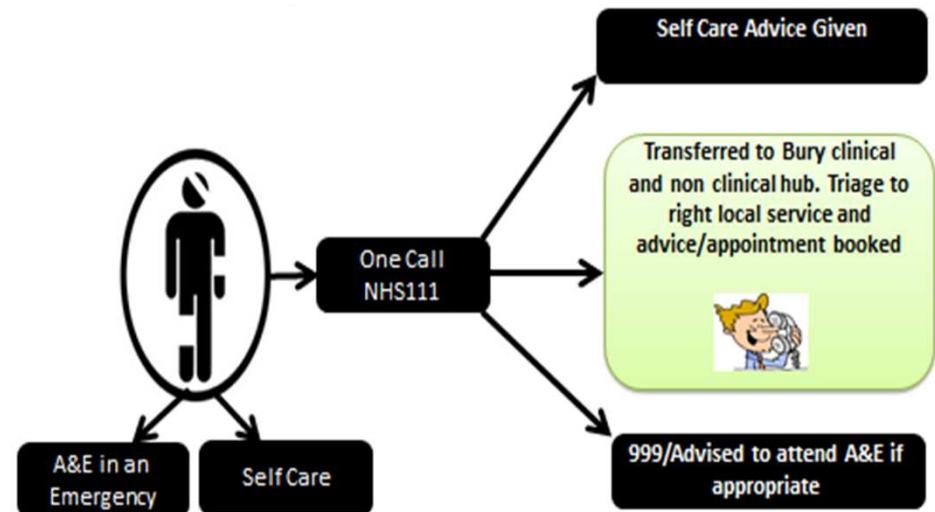 Self Care Advice Given
Transferred to Bury clinical
and non clinical hub. Triage to
right local service and
advice/appointment booked
One Call
NHS111
999/Advised to attend A&E if
appropriate
A&E in an
Emergency
Self Care